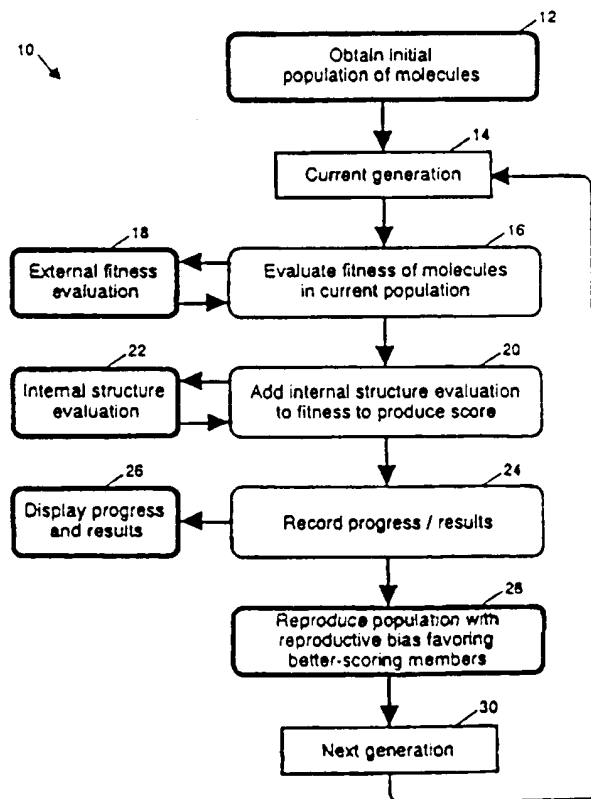 12
10
Obtain initial
population of molecules
14
Current generation
18
16
External fitness
evaluation
Evaluate fitness of molecules
in current population
22
20
Internal structure
evaluation
Add internal structure evaluation
to fitness to produce score
26
24
Display progress
and results
Record progress / results
28
Reproduce population with
reproductive bias favoring
better-scoring members
30
Next generation